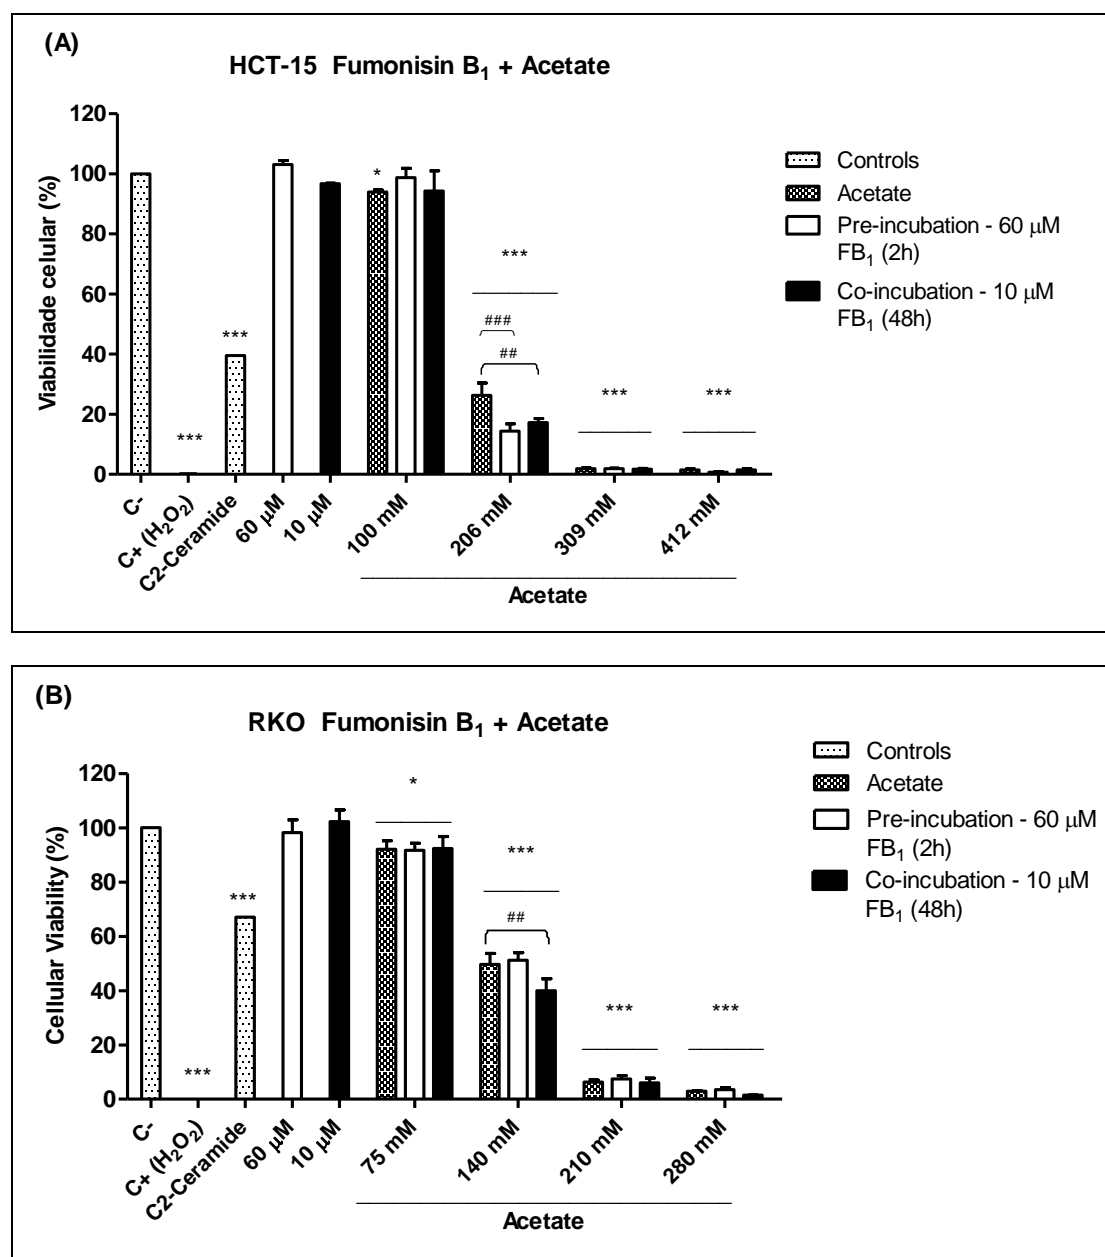 (A)
HCT-15 Fumonisin B₁ + Acetate
Viabilidade celular (%)
120
100
80
60
40
20
0
***
***
*
***
###
##
***
***
C-
C+ (H₂O₂)
C2-Ceramide
60 µM
10 µM
100 mM
206 mM
309 mM
412 mM
Acetate
Controls
Acetate
Pre-incubation - 60 µM
FB₁ (2h)
Co-incubation - 10 µM
FB₁ (48h)
(B)
RKO Fumonisin B₁ + Acetate
Cellular Viability (%)
120
100
80
60
40
20
0
***
***
*
***
##
***
***
C-
C+ (H₂O₂)
C2-Ceramide
60 µM
10 µM
75 mM
140 mM
210 mM
280 mM
Acetate
Controls
Acetate
Pre-incubation - 60 µM
FB₁ (2h)
Co-incubation - 10 µM
FB₁ (48h)